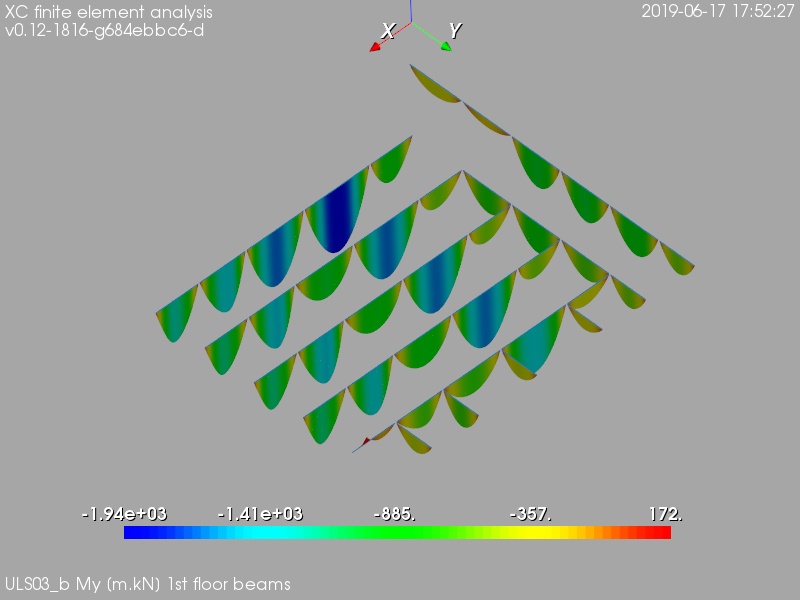 XC finite element analysis
v0.12-1816-g684ebbc6-d
2019-06-17 17:52:27
X Y
-1.94e+03 -1.41e+03 -885. -357. 172.
ULS03_b My (m.kN) 1st floor beams